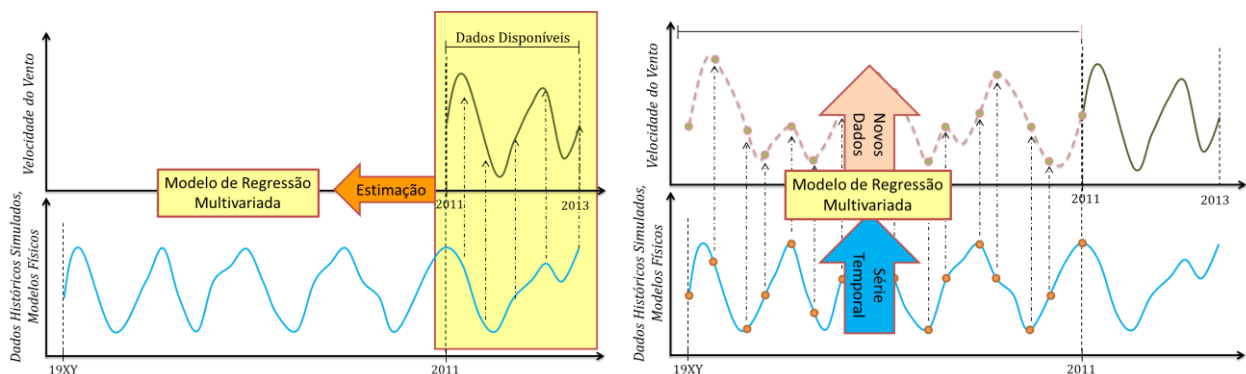 Velocidade do Vento
Dados Disponíveis
Modelo de Regressão
Multivariada
Estimação
2011
2013
Dados Históricos Simulados,
Modelos Físicos
19XY
2011
Velocidade do Vento
Novos
Dados
Modelo de Regressão
Multivariada
2011
2013
Dados Históricos Simulados,
Modelos Físicos
Série
Temporal
19XY
2011